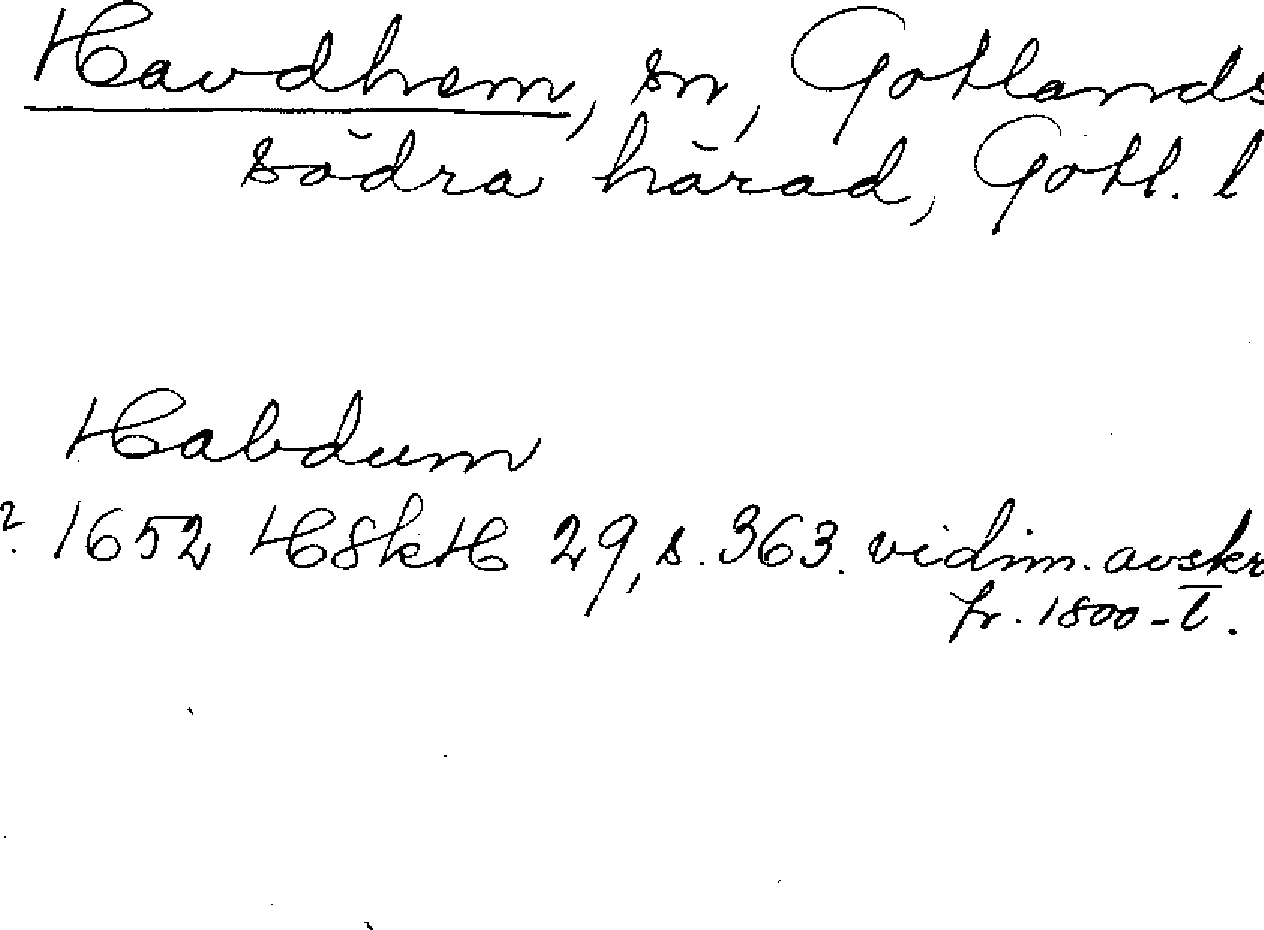 Havdhem, sn, Gotlands
södra härad, Gotl. l
Habdum
? 1652 HSkH 29, s. 363. vidim. avskr
fr. 1800-t.